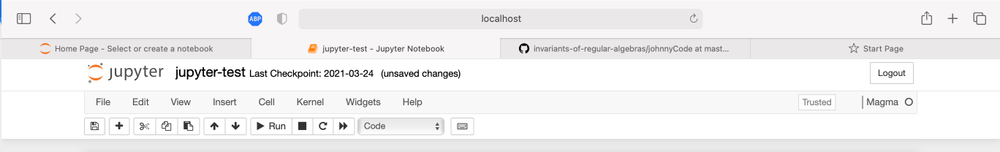 ABP localhost
Home Page - Select or create a notebook jupyter-test - Jupyter Notebook invariants-of-regular-algebras/johnnyCode at mast... Start Page
jupyter jupyter-test Last Checkpoint: 2021-03-24 (unsaved changes) Logout
File Edit View Insert Cell Kernel Widgets Help Trusted Magma
Run Code